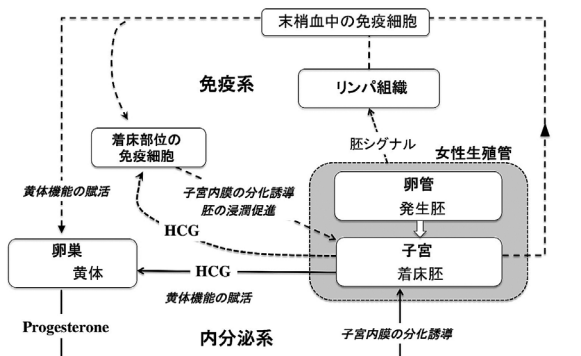 末梢血中の免疫細胞
免疫系
リンパ組織
着床部位の
免疫細胞
胚シグナル
女性生殖管
黄体機能の賦活
子宮内膜の分化誘導
胚の浸潤促進
卵管
発生胚
HCG
卵巣
黄体
子宮
着床胚
HCG
黄体機能の賦活
Progesterone
内分泌系
子宮内膜の分化誘導